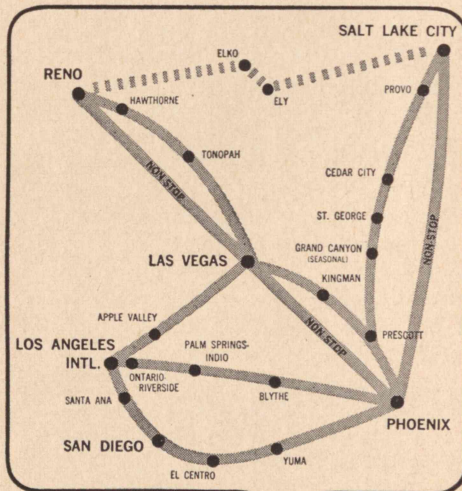 SALT LAKE CITY
ELKO
RENO
ELY
PROVO
HAWTHORNE
TONOPAH
NON-STOP
CEDAR CITY
ST. GEORGE
GRAND CANYON
(SEASONAL)
NON-STOP
LAS VEGAS
KINGMAN
APPLE VALLEY
NON-STOP
PRESCOTT
LOS ANGELES
INTL.
PALM SPRINGS-
INDIO
ONTARIO-
RIVERSIDE
BLYTHE
SANTA ANA
PHOENIX
SAN DIEGO
YUMA
EL CENTRO